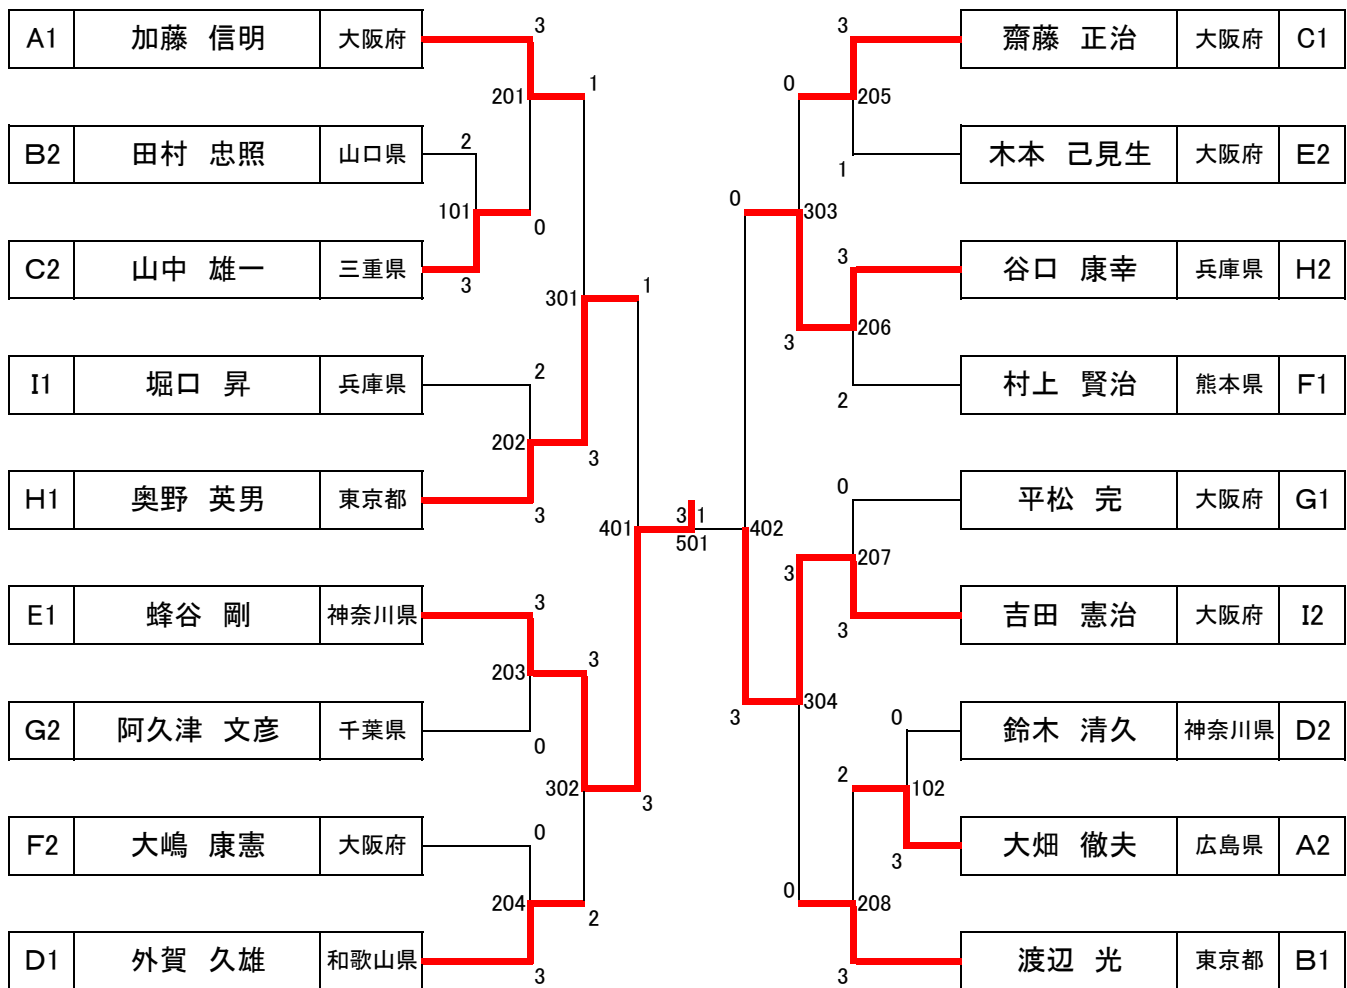 A1 加藤 信明 大阪府 3 3 齋藤 正治 大阪府 C1
1 0
201 205
B2 田村 忠照 山口県 2 1 木本 己見生 大阪府 E2
101 0 0 303
C2 山中 雄一 三重県 3 3 谷口 康幸 兵庫県 H2
301 1
3 206
I1 堀口 昇 兵庫県 2 2 村上 賢治 熊本県 F1
202 3
H1 奥野 英男 東京都 3 0 平松 完 大阪府 G1
401 3 1 402
501
3 207
E1 蜂谷 剛 神奈川県 3 3 吉田 憲治 大阪府 I2
203 3
3 304
G2 阿久津 文彦 千葉県 0 0 鈴木 清久 神奈川県 D2
302 3 2 102
F2 大嶋 康憲 大阪府 0 3 大畑 徹夫 広島県 A2
0
204 2 208
D1 外賀 久雄 和歌山県 3 3 渡辺 光 東京都 B1